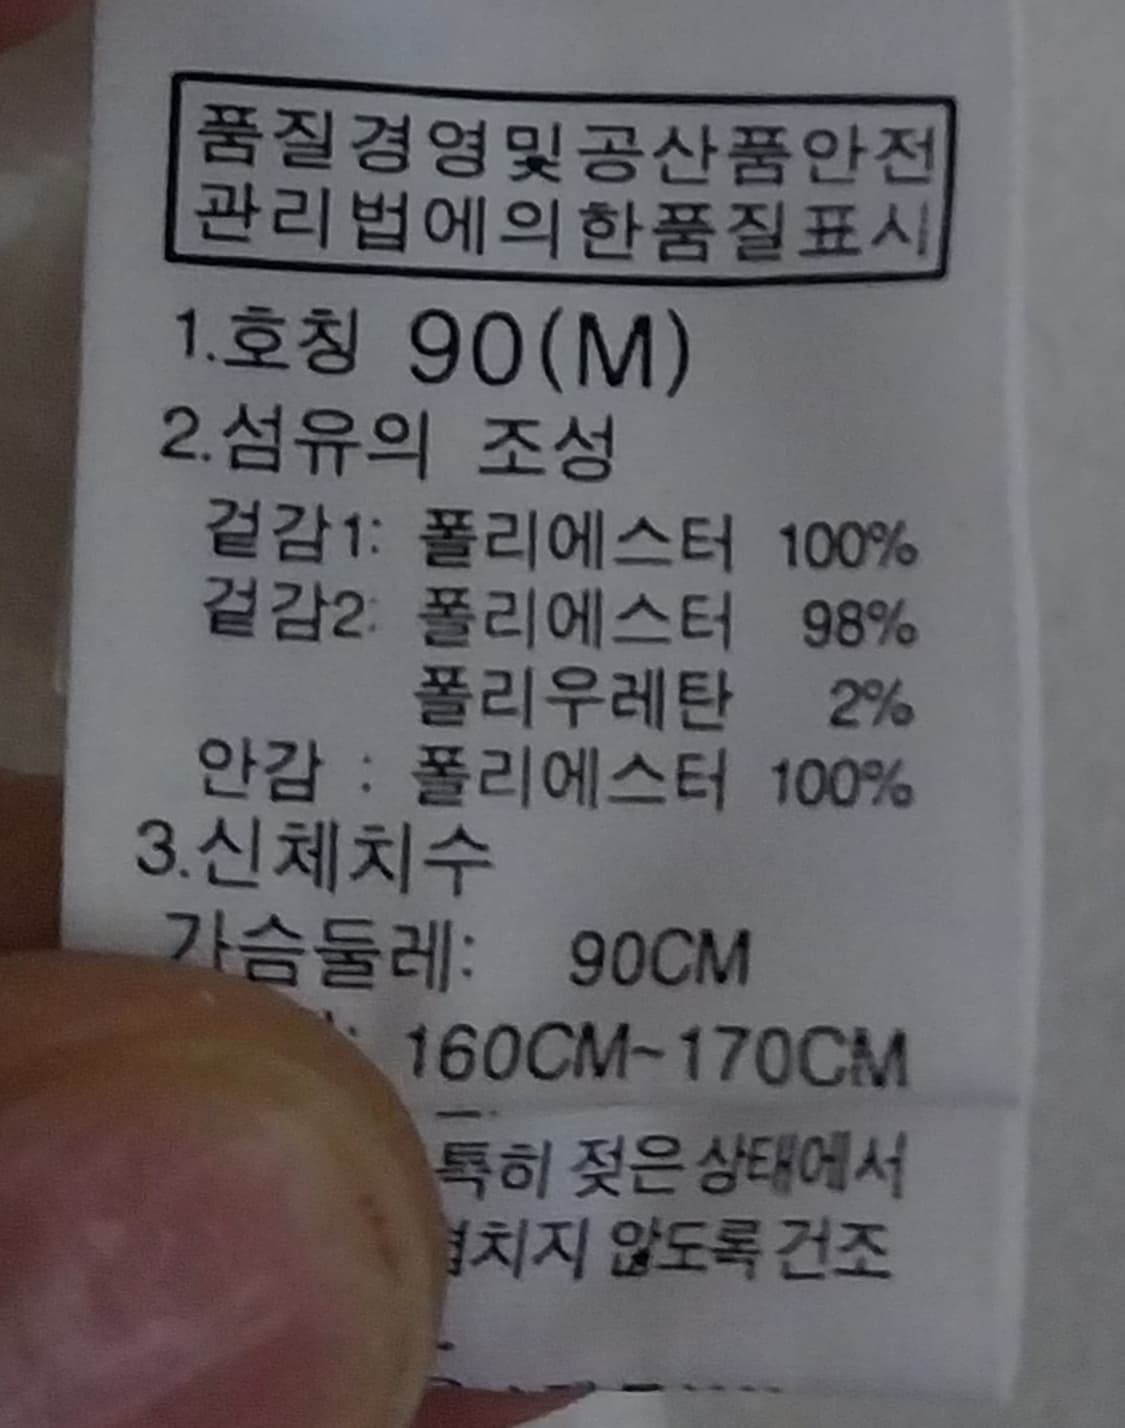 품질경영및공산품안전
관리법에의한품질표시
1.호칭 90(M)
2.섬유의 조성
겉감1: 폴리에스터 100%
겉감2: 폴리에스터 98%
폴리우레탄 2%
안감 : 폴리에스터 100%
3.신체치수
가슴둘레: 90CM
160CM~170CM
특히 젖은상태에서
않도록건조